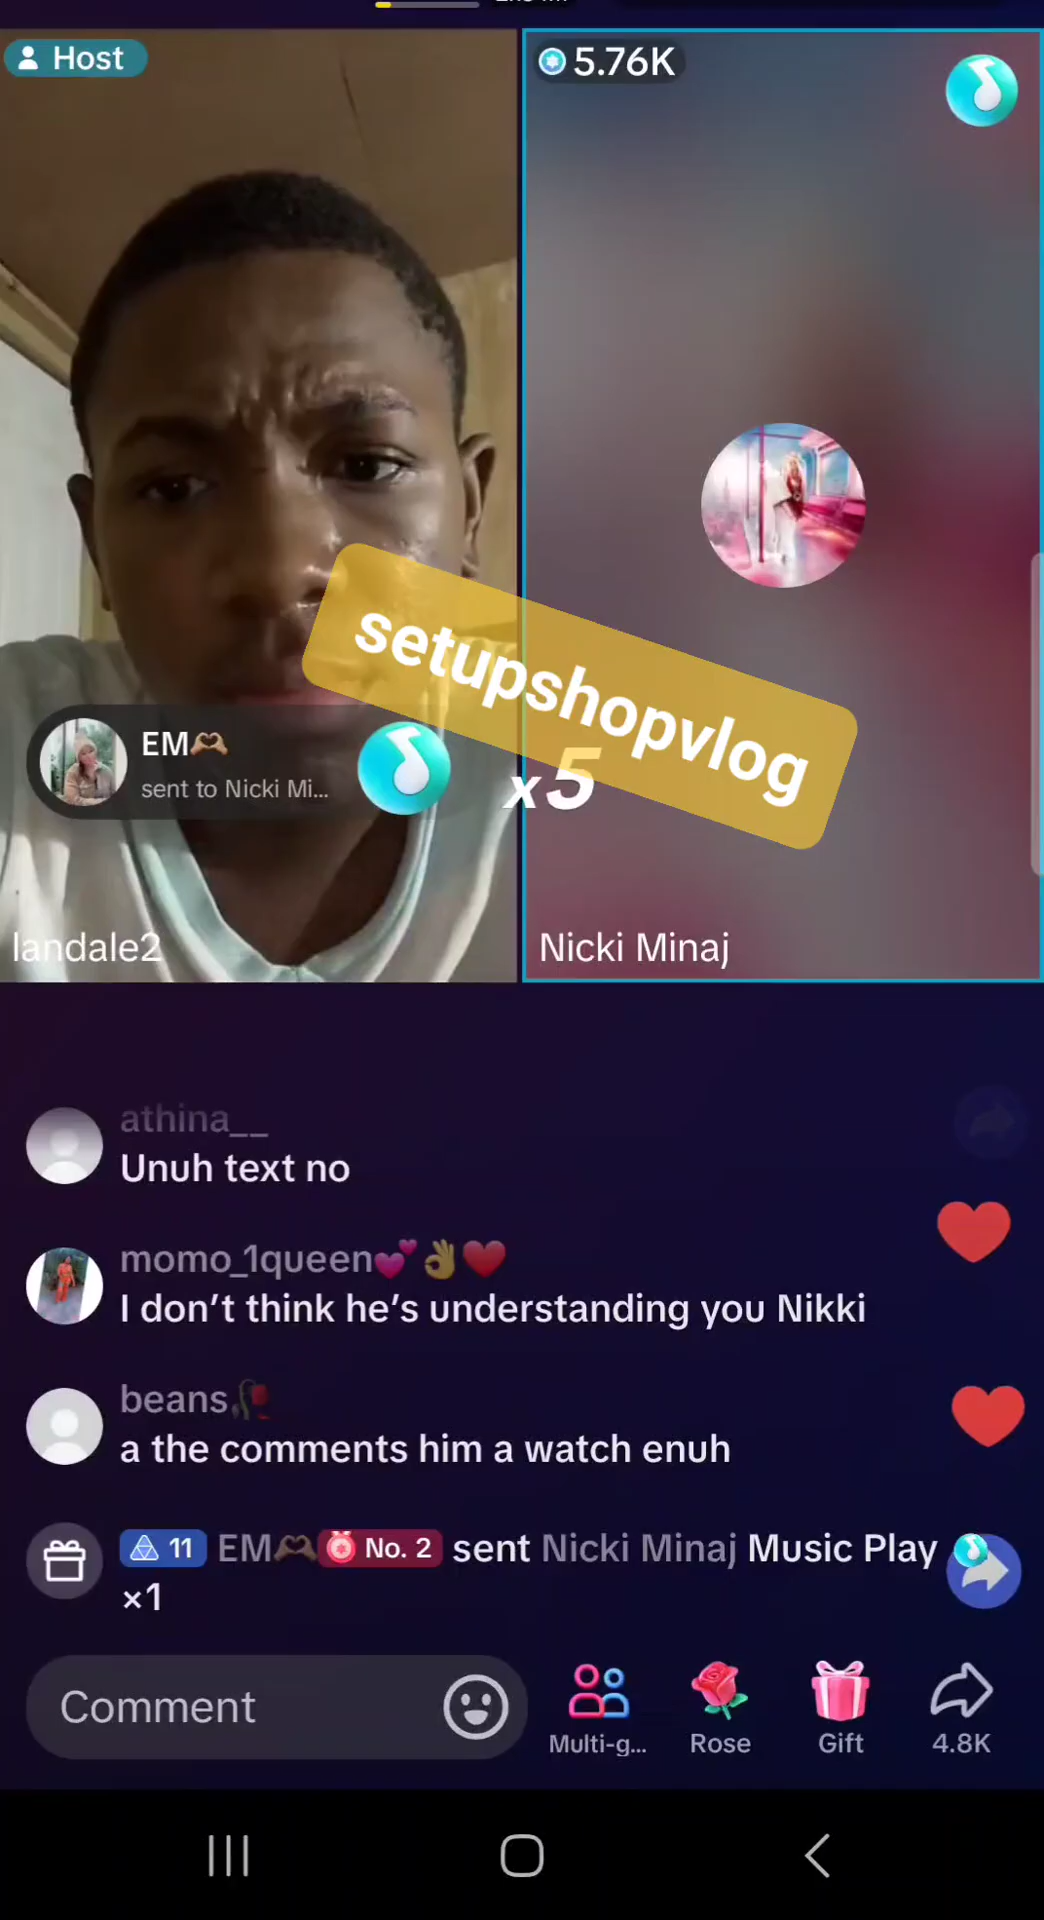 Host
5.76K
setupshopvlog
EM🫶🏽
sent to Nicki Mi...
x5
landale2
Nicki Minaj
athina__
Unuh text no
momo_1queen💕👌❤️
I don’t think he’s understanding you Nikki
beans🥀
a the comments him a watch enuh
11 EM🫶🏽 No. 2 sent Nicki Minaj Music Play
×1
Comment
Multi-g...
Rose
Gift
4.8K